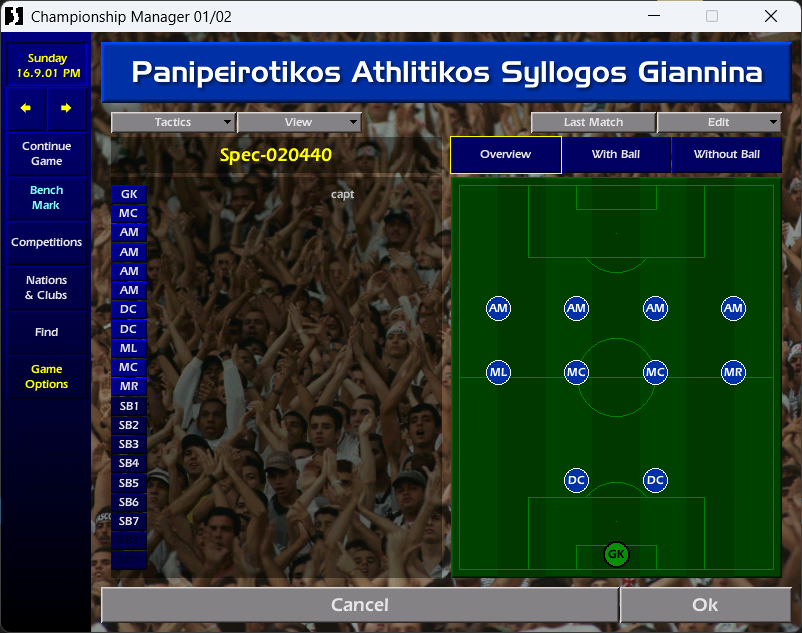 Championship Manager 01/02
Sunday
16.9.01 PM
Continue
Game
Bench
Mark
Competitions
Nations
& Clubs
Find
Game
Options
Panipeirotikos Athlitikos Syllogos Giannina
Tactics View Last Match Edit
Spec-020440
Overview With Ball Without Ball
GK capt
MC
AM
AM
AM
AM
DC
DC
ML
MC
MR
SB1
SB2
SB3
SB4
SB5
SB6
SB7
AM AM AM AM
ML MC MC MR
DC DC
GK
Cancel Ok